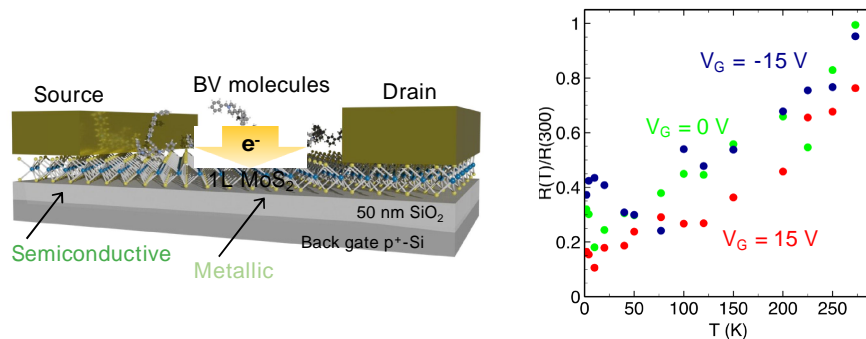 BV molecules
Source
Drain
e⁻
1L MoS₂
50 nm SiO₂
Back gate p⁺-Si
Semiconductive
Metallic
1
0.8
0.6
0.4
0.2
0
R(T)/R(300)
V_G = -15 V
V_G = 0 V
V_G = 15 V
0 50 100 150 200 250
T (K)